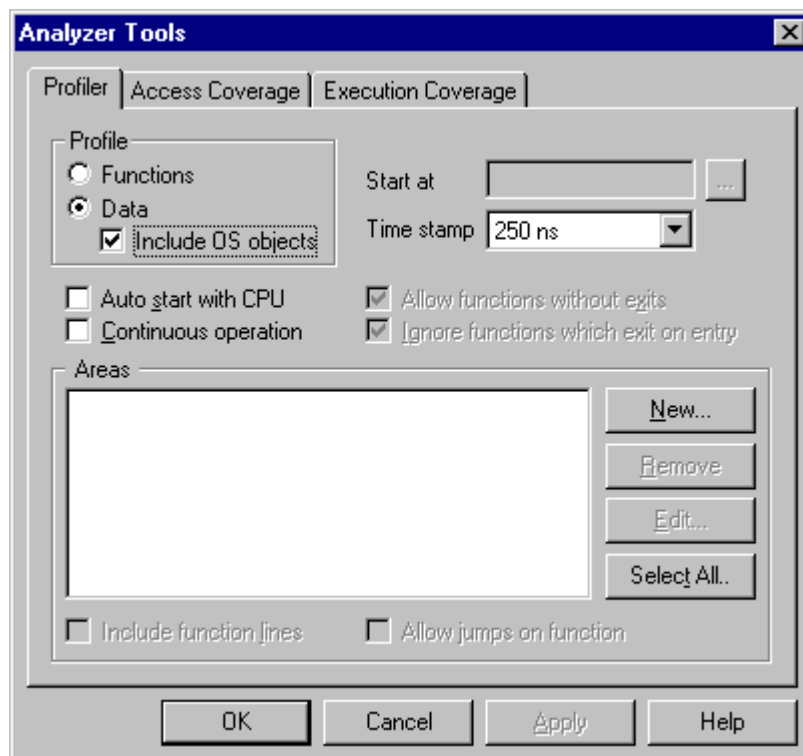 Analyzer Tools
Profiler Access Coverage Execution Coverage
Profile
Functions
Data
Include OS objects
Start at
...
Time stamp 250 ns
Auto start with CPU
Continuous operation
Allow functions without exits
Ignore functions which exit on entry
Areas
New...
Remove
Edit...
Select All..
Include function lines
Allow jumps on function
OK Cancel Apply Help